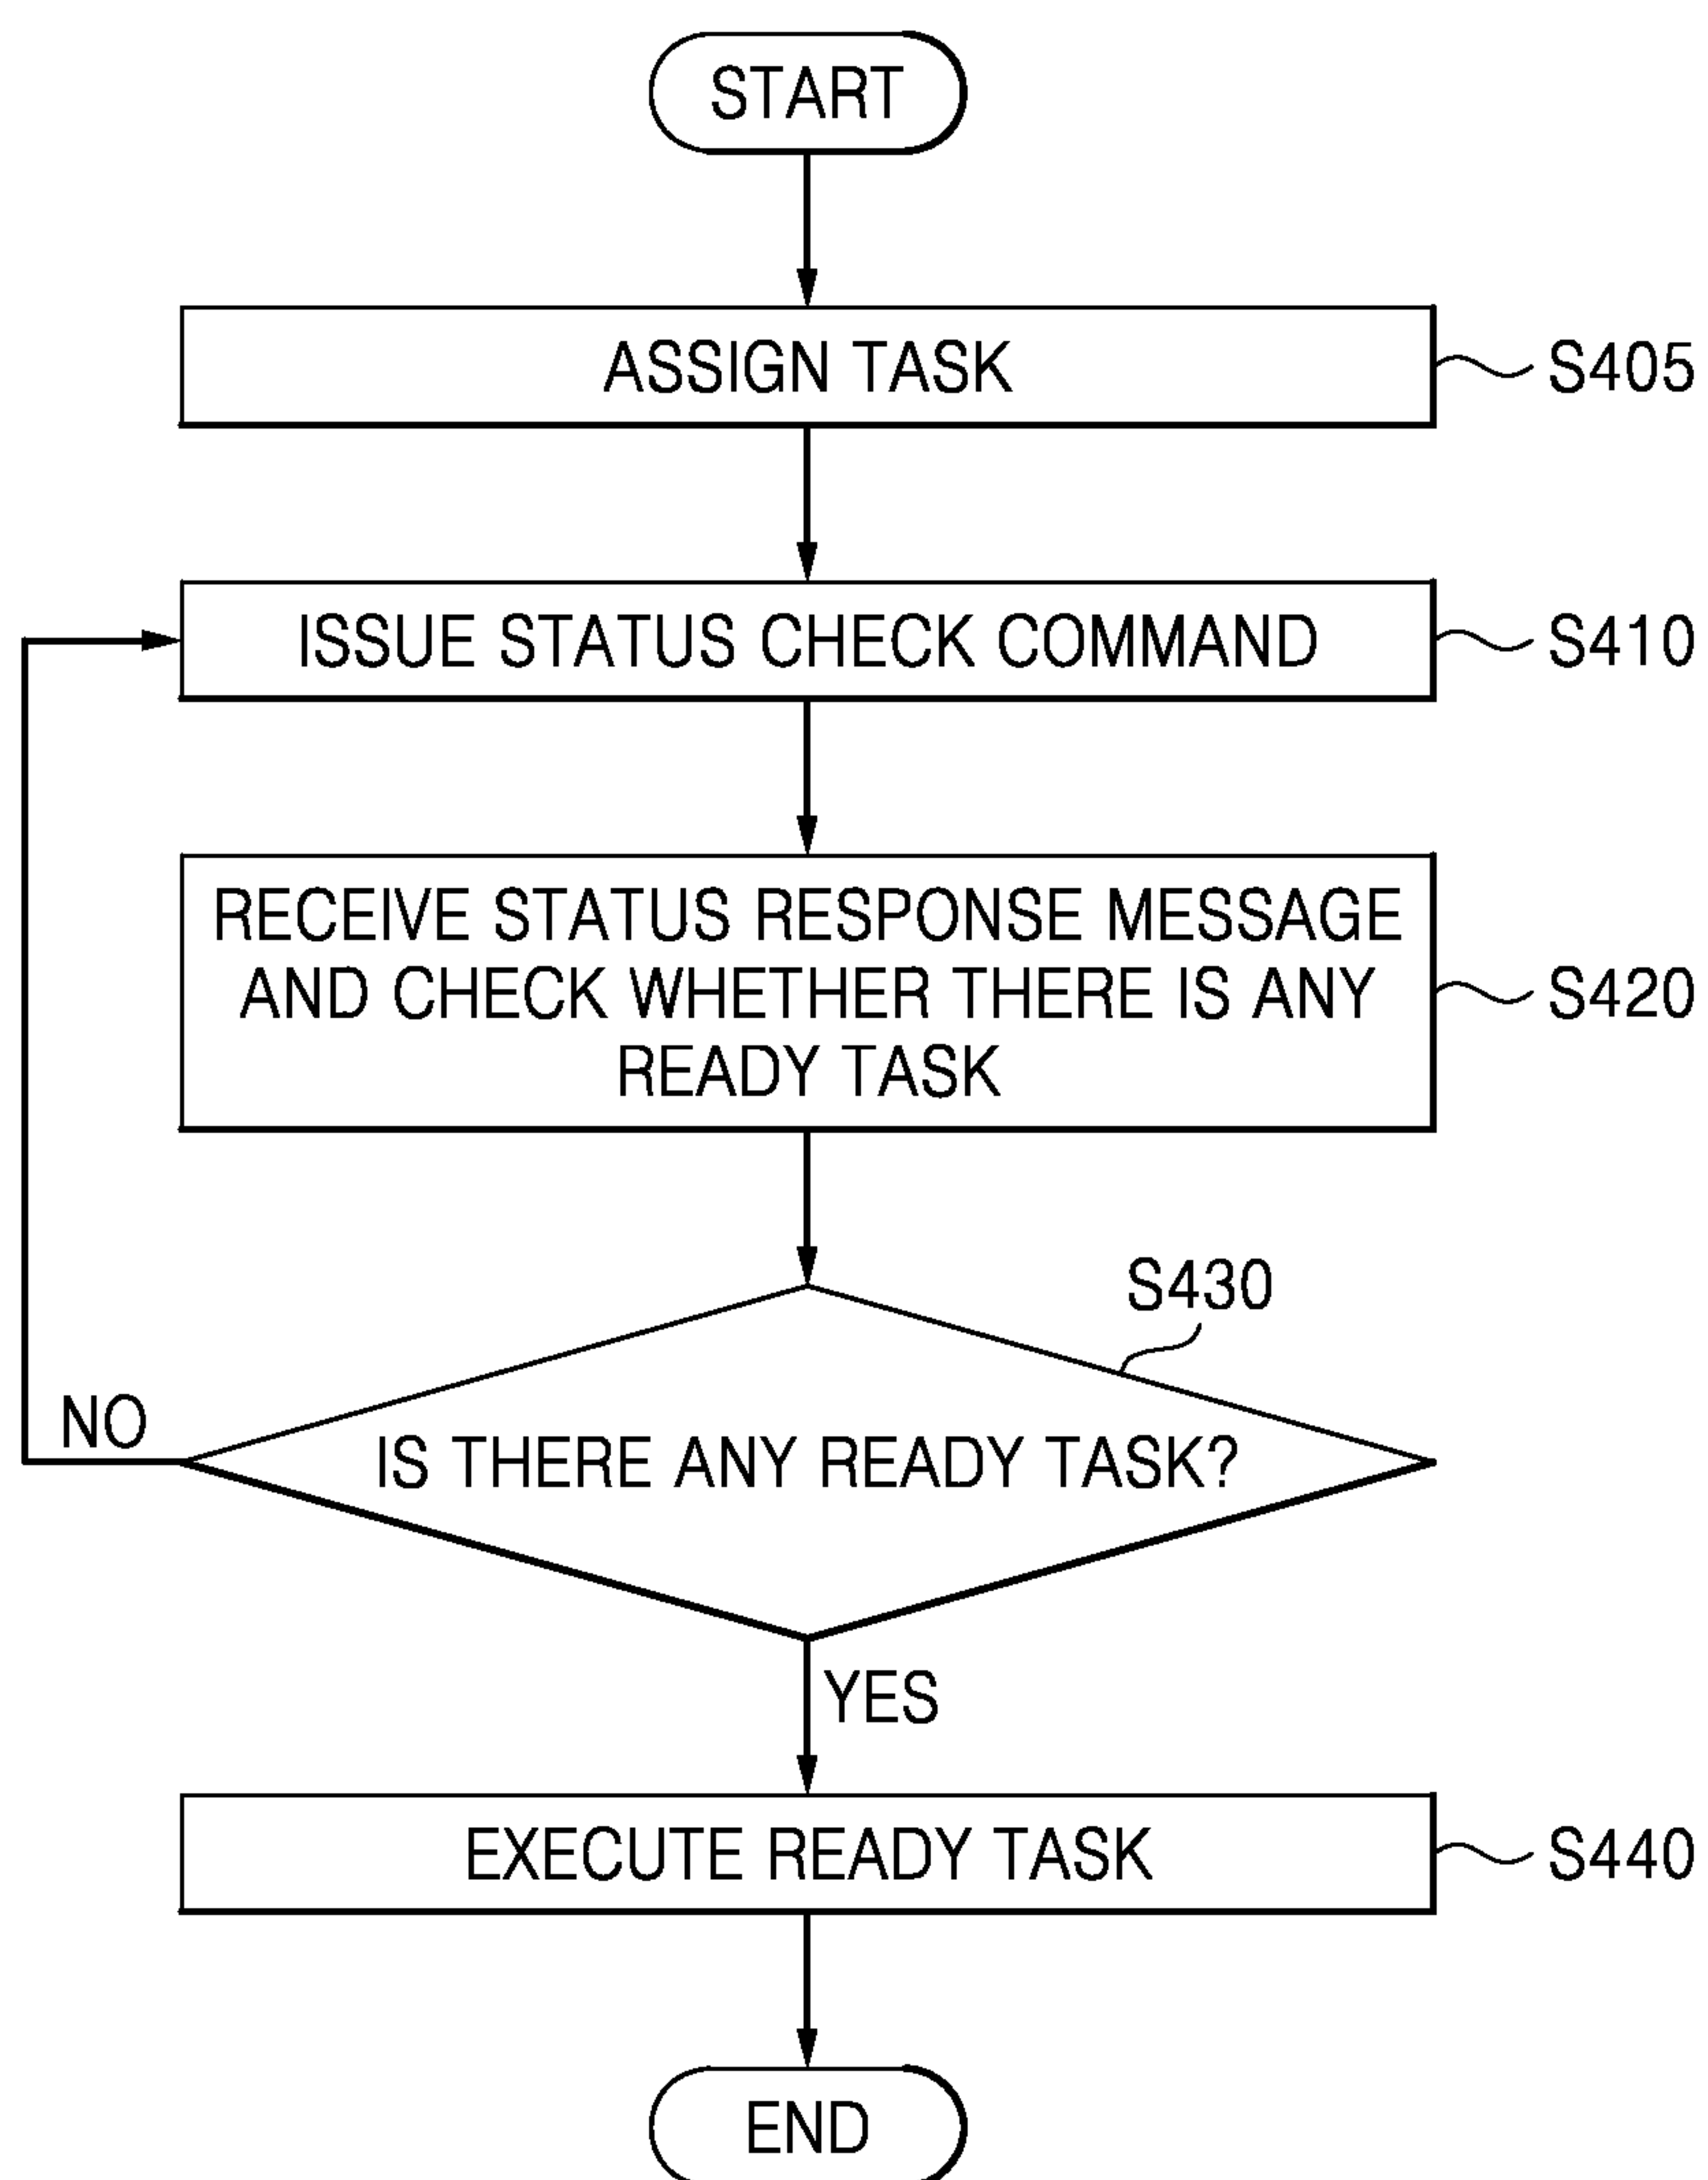 START
ASSIGN TASK
S405
ISSUE STATUS CHECK COMMAND
S410
RECEIVE STATUS RESPONSE MESSAGE
AND CHECK WHETHER THERE IS ANY
READY TASK
S420
S430
NO
IS THERE ANY READY TASK?
YES
EXECUTE READY TASK
S440
END